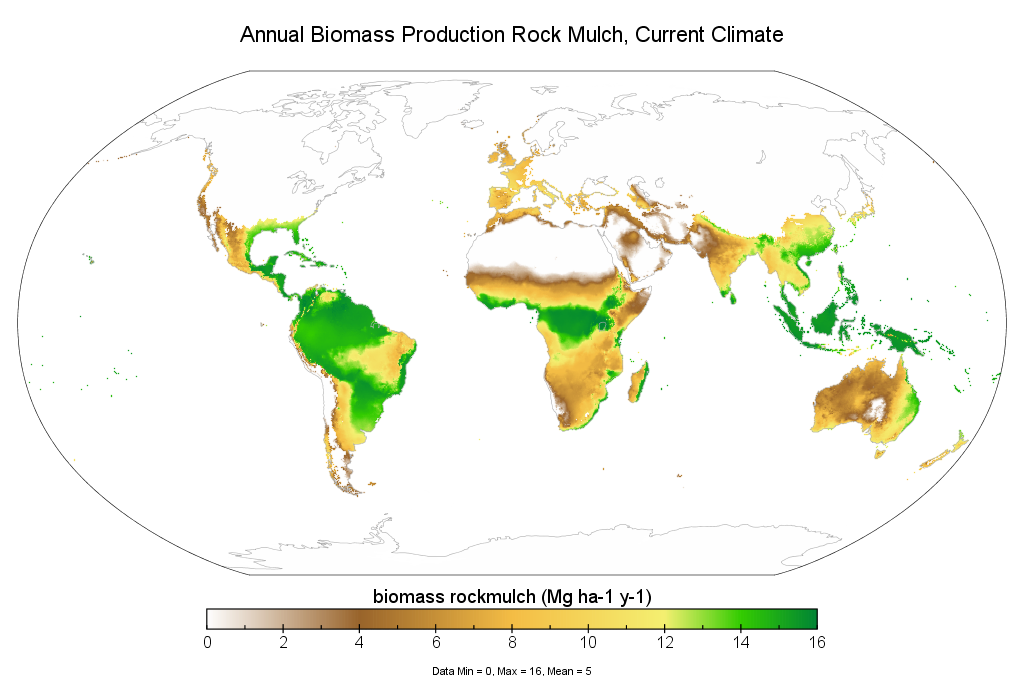 Annual Biomass Production Rock Mulch, Current Climate
biomass rockmulch (Mg ha-1 y-1)
0 2 4 6 8 10 12 14 16
Data Min = 0, Max = 16, Mean = 5